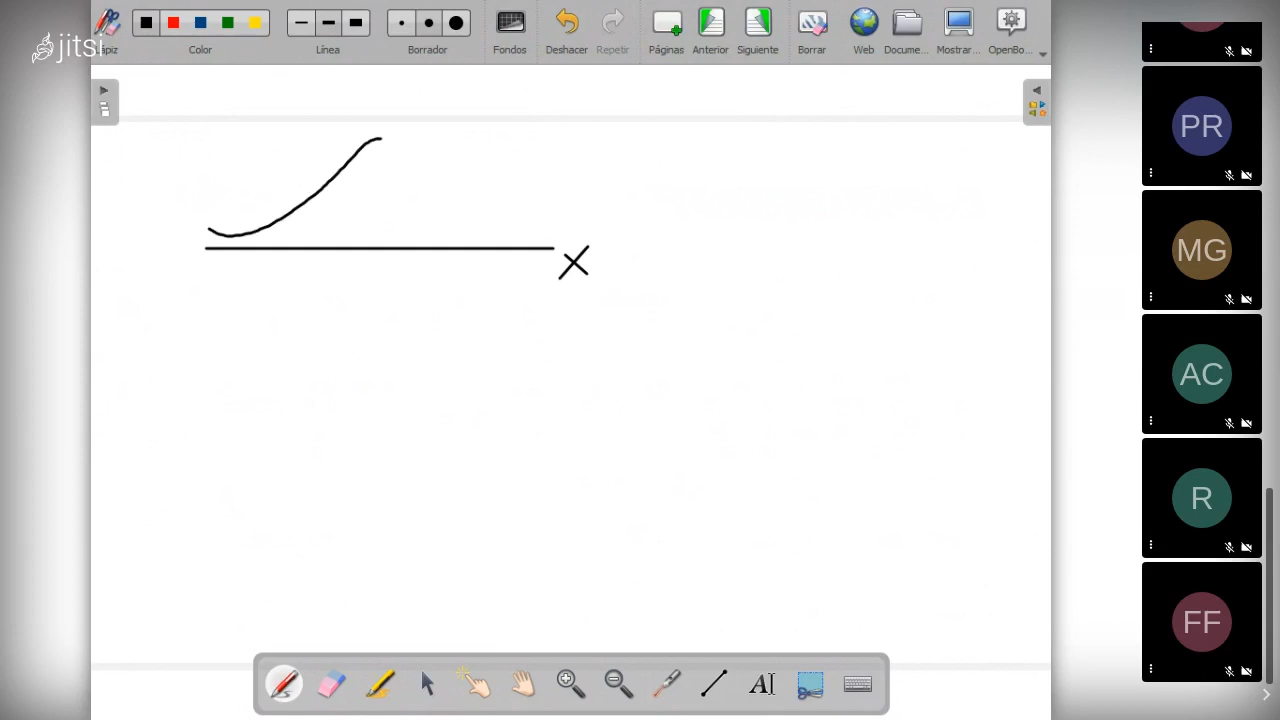 jitsi
Lápiz
Color
Línea
Borrador
Fondos
Deshacer
Repetir
Páginas
Anterior
Siguiente
Borrar
Web
Docume...
Mostrar...
OpenBo...
X
A
PR
MG
AC
R
FF